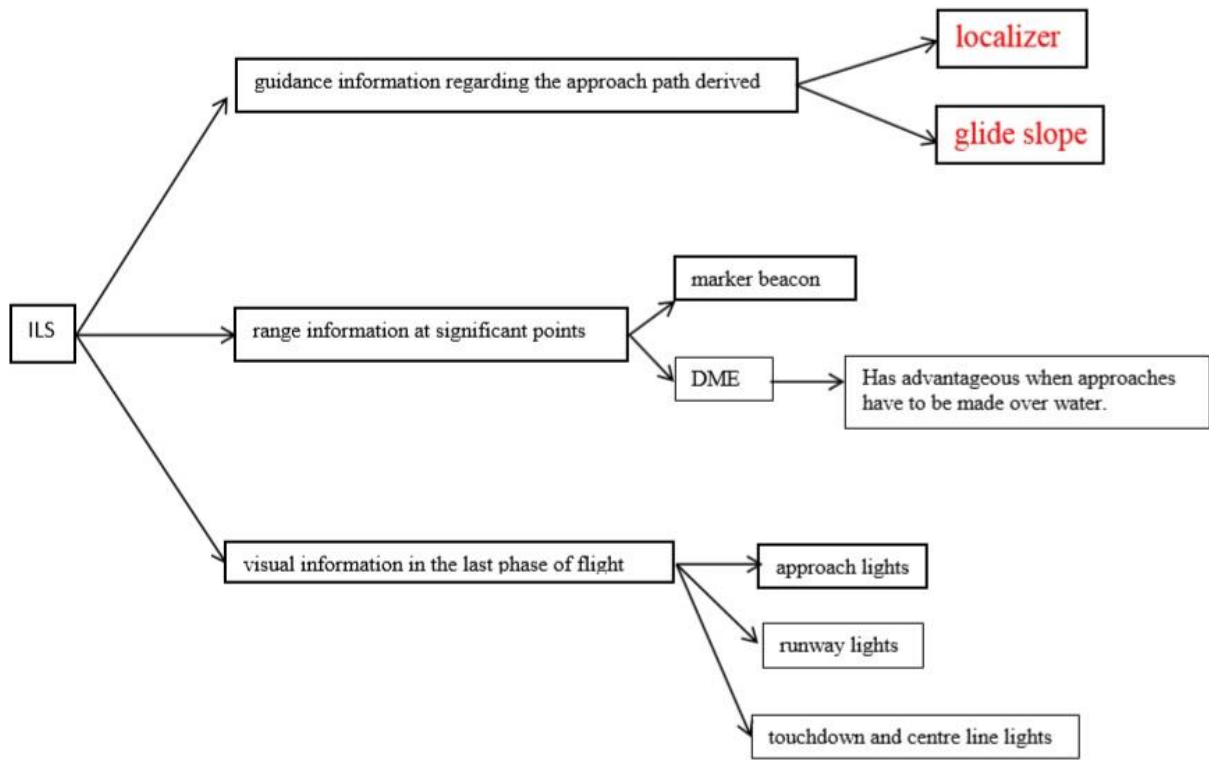 localizer
guidance information regarding the approach path derived
glide slope
marker beacon
ILS
range information at significant points
DME
Has advantageous when approaches
have to be made over water.
visual information in the last phase of flight
approach lights
runway lights
touchdown and centre line lights